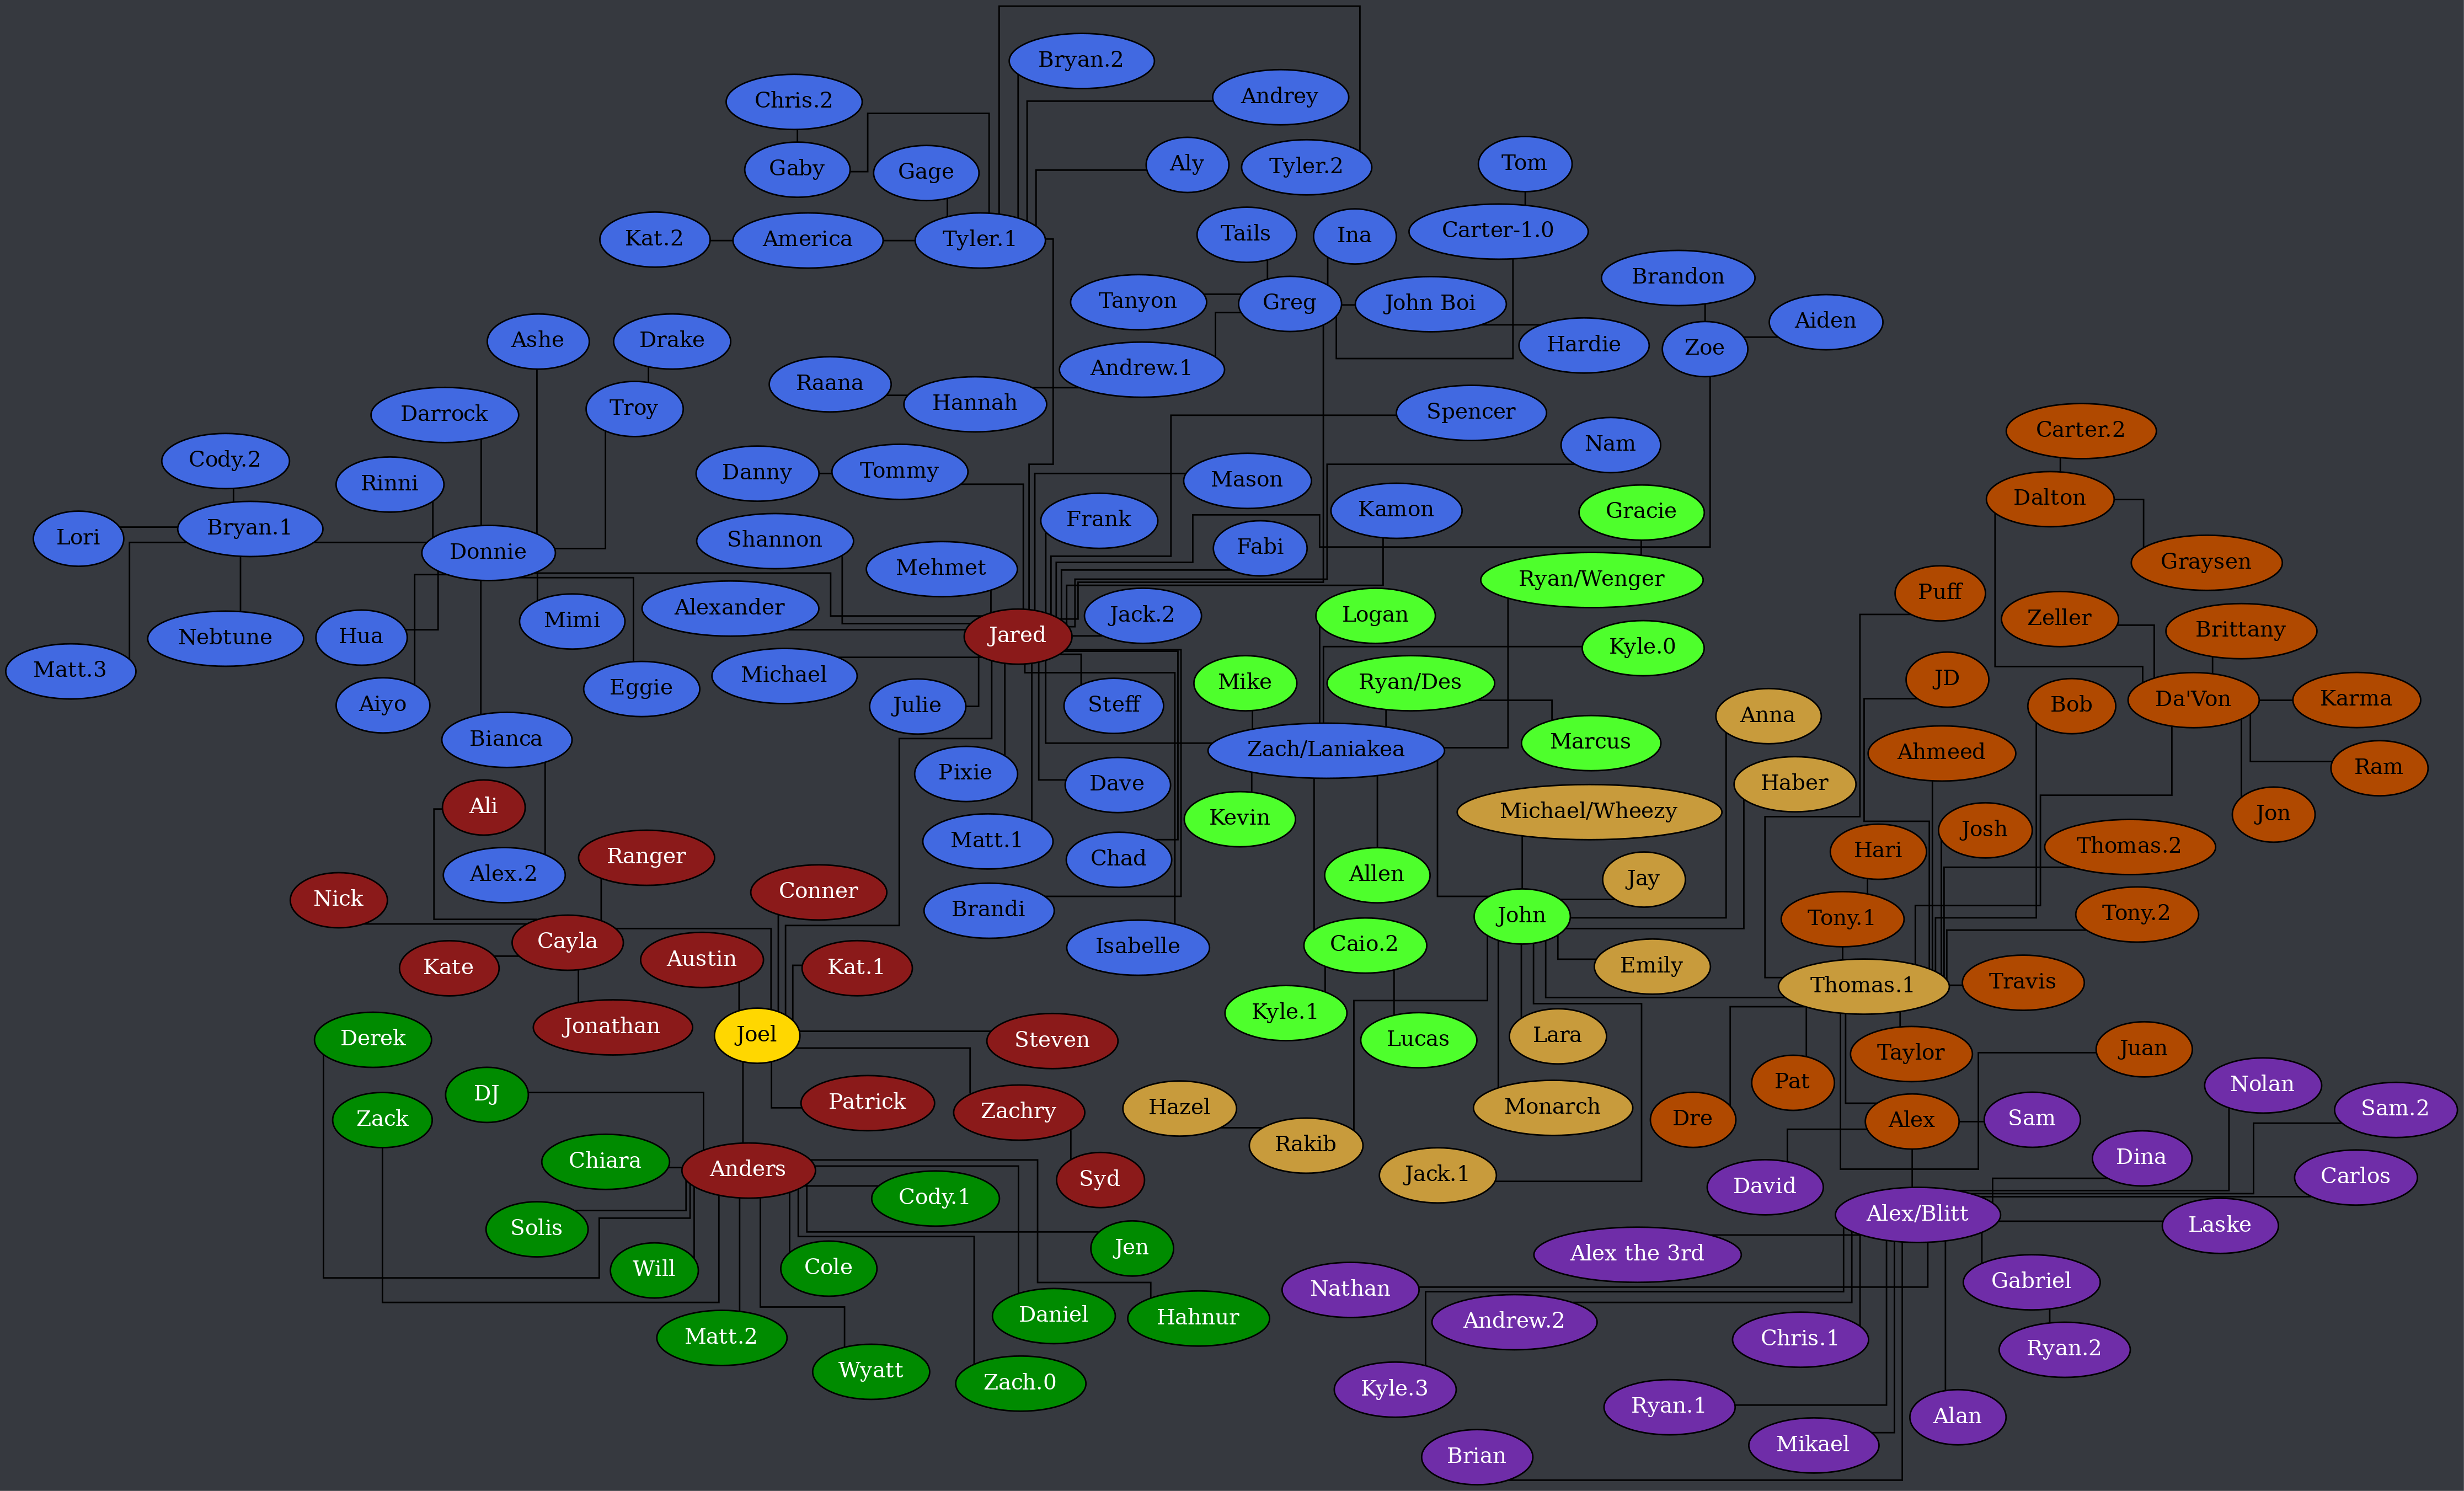 Bryan.2
Chris.2
Andrey
Gaby
Gage
Aly
Tyler.2
Tom
Kat.2
America
Tyler.1
Tails
Ina
Carter-1.0
Tanyon
Greg
John Boi
Brandon
Aiden
Ashe
Drake
Hardie
Zoe
Raana
Hannah
Andrew.1
Darrock
Troy
Spencer
Nam
Carter.2
Cody.2
Rinni
Danny
Tommy
Mason
Kamon
Gracie
Dalton
Lori
Bryan.1
Donnie
Shannon
Mehmet
Frank
Fabi
Ryan/Wenger
Graysen
Puff
Zeller
Brittany
Nebtune
Hua
Mimi
Alexander
Jared
Jack.2
Logan
Kyle.0
Matt.3
Aiyo
Eggie
Michael
Julie
Steff
Mike
Ryan/Des
JD
Bob
Da'Von
Karma
Bianca
Pixie
Dave
Zach/Laniakea
Marcus
Anna
Ahmeed
Ram
Ali
Haber
Kevin
Michael/Wheezy
Josh
Jon
Alex.2
Ranger
Matt.1
Chad
Hari
Thomas.2
Nick
Conner
Brandi
Allen
Jay
John
Tony.1
Tony.2
Cayla
Kate
Austin
Kat.1
Isabelle
Caio.2
Emily
Thomas.1
Travis
Derek
Jonathan
Joel
Steven
Kyle.1
Lucas
Lara
Taylor
Juan
DJ
Zack
Patrick
Zachry
Hazel
Rakib
Monarch
Dre
Pat
Alex
Sam
Nolan
Sam.2
Chiara
Anders
Cody.1
Syd
Jack.1
David
Dina
Carlos
Solis
Will
Cole
Jen
Alex the 3rd
Alex/Blitt
Laske
Matt.2
Daniel
Hahnur
Nathan
Andrew.2
Chris.1
Gabriel
Ryan.2
Wyatt
Zach.0
Kyle.3
Ryan.1
Alan
Mikael
Brian